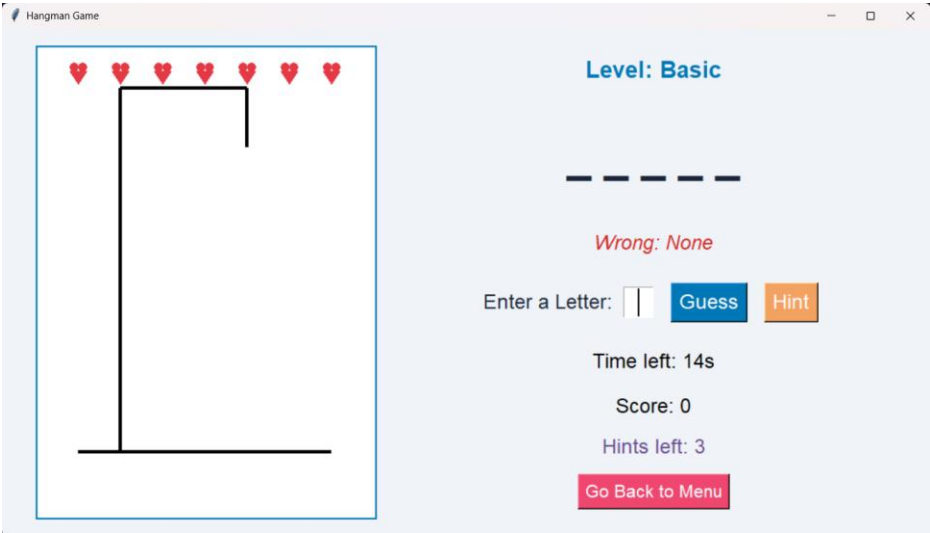 Hangman Game
Level: Basic
_ _ _ _ _
Wrong: None
Enter a Letter: Guess Hint
Time left: 14s
Score: 0
Hints left: 3
Go Back to Menu